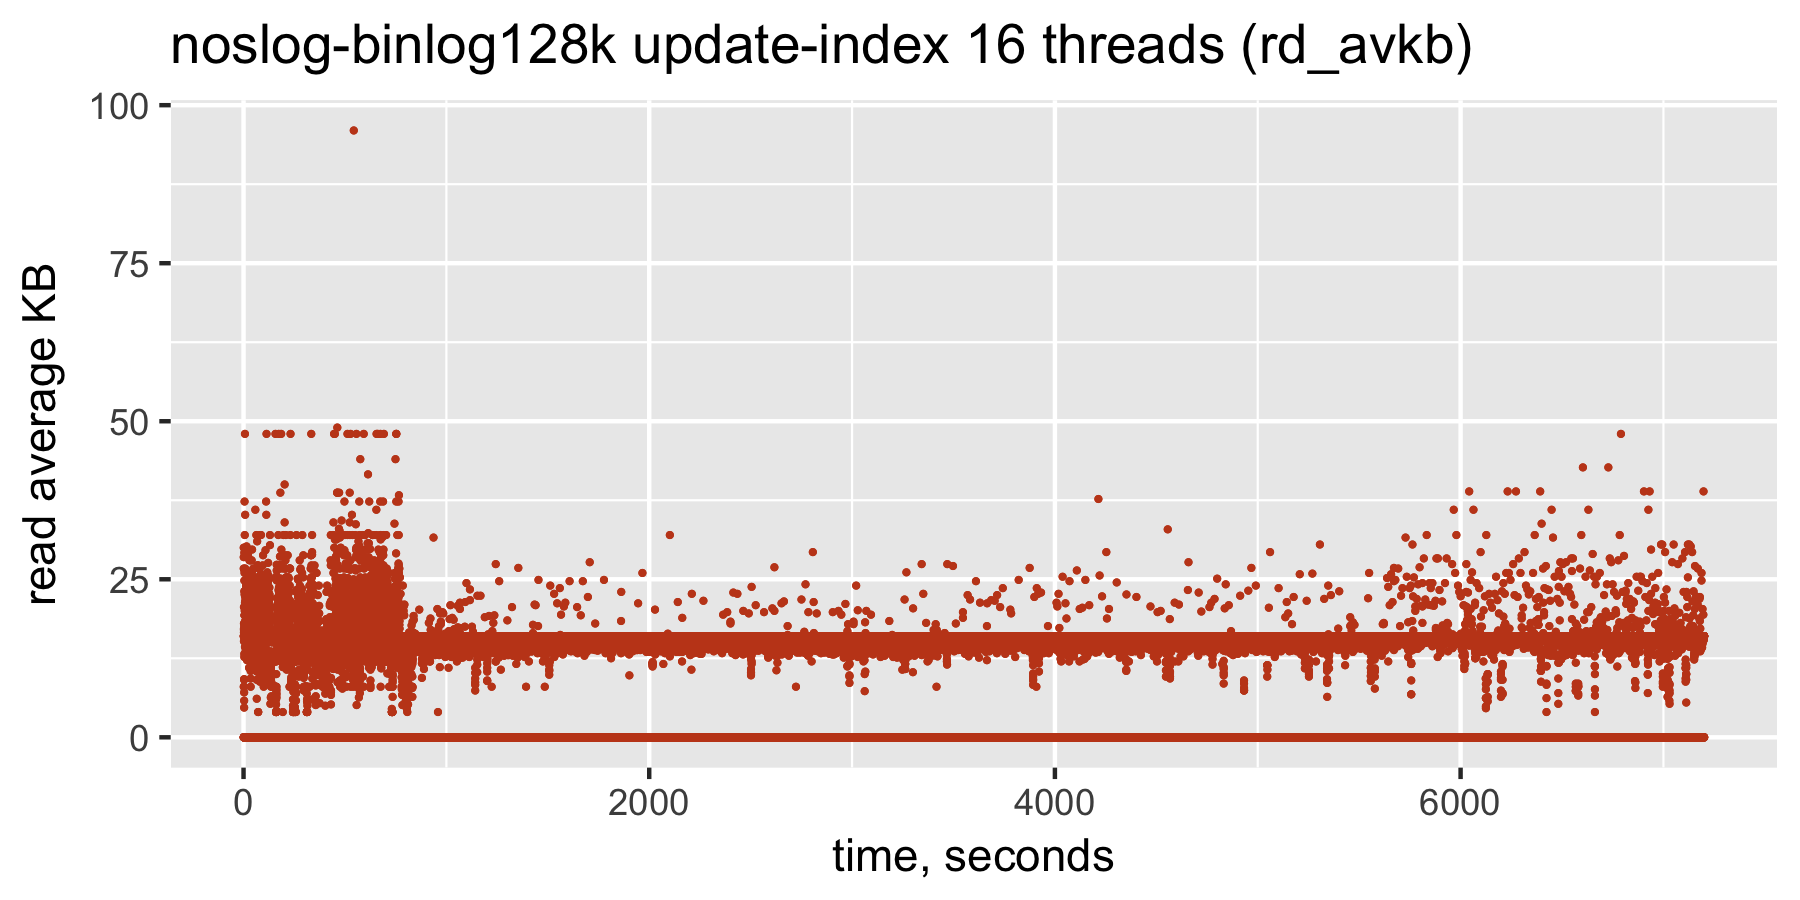 noslog-binlog128k update-index 16 threads (rd_avkb)
read average KB
100
75
50
25
0
0 2000 4000 6000
time, seconds